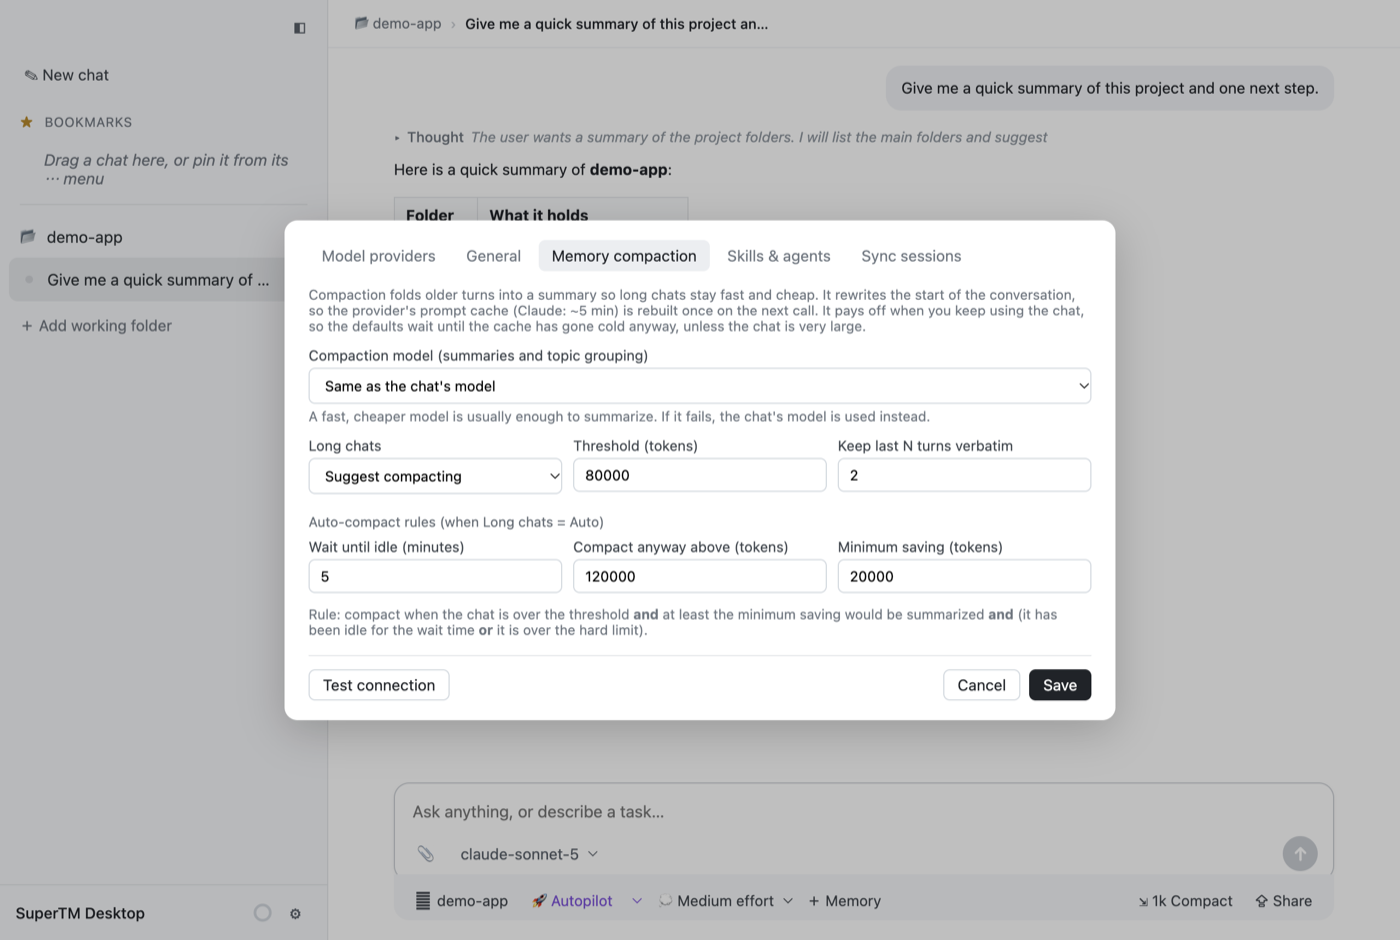 demo-app › Give me a quick summary of this project an...
New chat
BOOKMARKS
Drag a chat here, or pin it from its
··· menu
demo-app
Give me a quick summary of ...
+ Add working folder
SuperTM Desktop
Give me a quick summary of this project and one next step.
Thought The user wants a summary of the project folders. I will list the main folders and suggest
Here is a quick summary of demo-app:
Folder What it holds
Model providers General Memory compaction Skills & agents Sync sessions
Compaction folds older turns into a summary so long chats stay fast and cheap. It rewrites the start of the conversation,
so the provider's prompt cache (Claude: ~5 min) is rebuilt once on the next call. It pays off when you keep using the chat,
so the defaults wait until the cache has gone cold anyway, unless the chat is very large.
Compaction model (summaries and topic grouping)
Same as the chat's model
A fast, cheaper model is usually enough to summarize. If it fails, the chat's model is used instead.
Long chats Threshold (tokens) Keep last N turns verbatim
Suggest compacting 80000 2
Auto-compact rules (when Long chats = Auto)
Wait until idle (minutes) Compact anyway above (tokens) Minimum saving (tokens)
5 120000 20000
Rule: compact when the chat is over the threshold and at least the minimum saving would be summarized and (it has
been idle for the wait time or it is over the hard limit).
Test connection Cancel Save
Ask anything, or describe a task...
claude-sonnet-5
demo-app Autopilot Medium effort + Memory 1k Compact Share